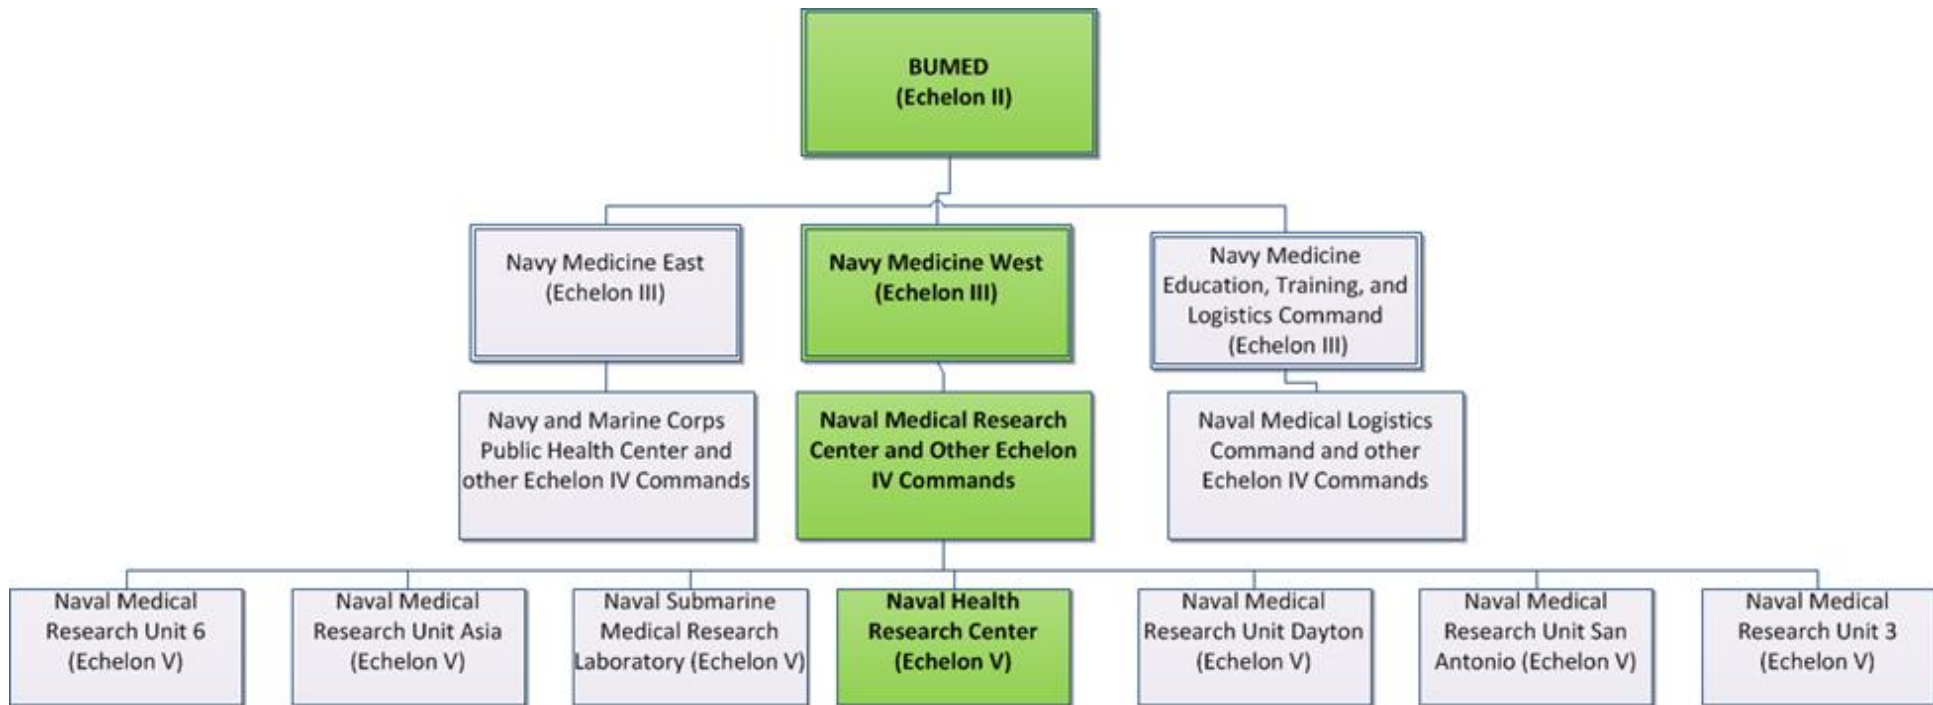 BUMED
(Echelon II)
Navy Medicine East
(Echelon III)
Navy Medicine West
(Echelon III)
Navy Medicine
Education, Training, and
Logistics Command
(Echelon III)
Navy and Marine Corps
Public Health Center and
other Echelon IV Commands
Naval Medical Research
Center and Other Echelon
IV Commands
Naval Medical Logistics
Command and other
Echelon IV Commands
Naval Medical
Research Unit 6
(Echelon V)
Naval Medical
Research Unit Asia
(Echelon V)
Naval Submarine
Medical Research
Laboratory (Echelon V)
Naval Health
Research Center
(Echelon V)
Naval Medical
Research Unit Dayton
(Echelon V)
Naval Medical
Research Unit San
Antonio (Echelon V)
Naval Medical
Research Unit 3
(Echelon V)